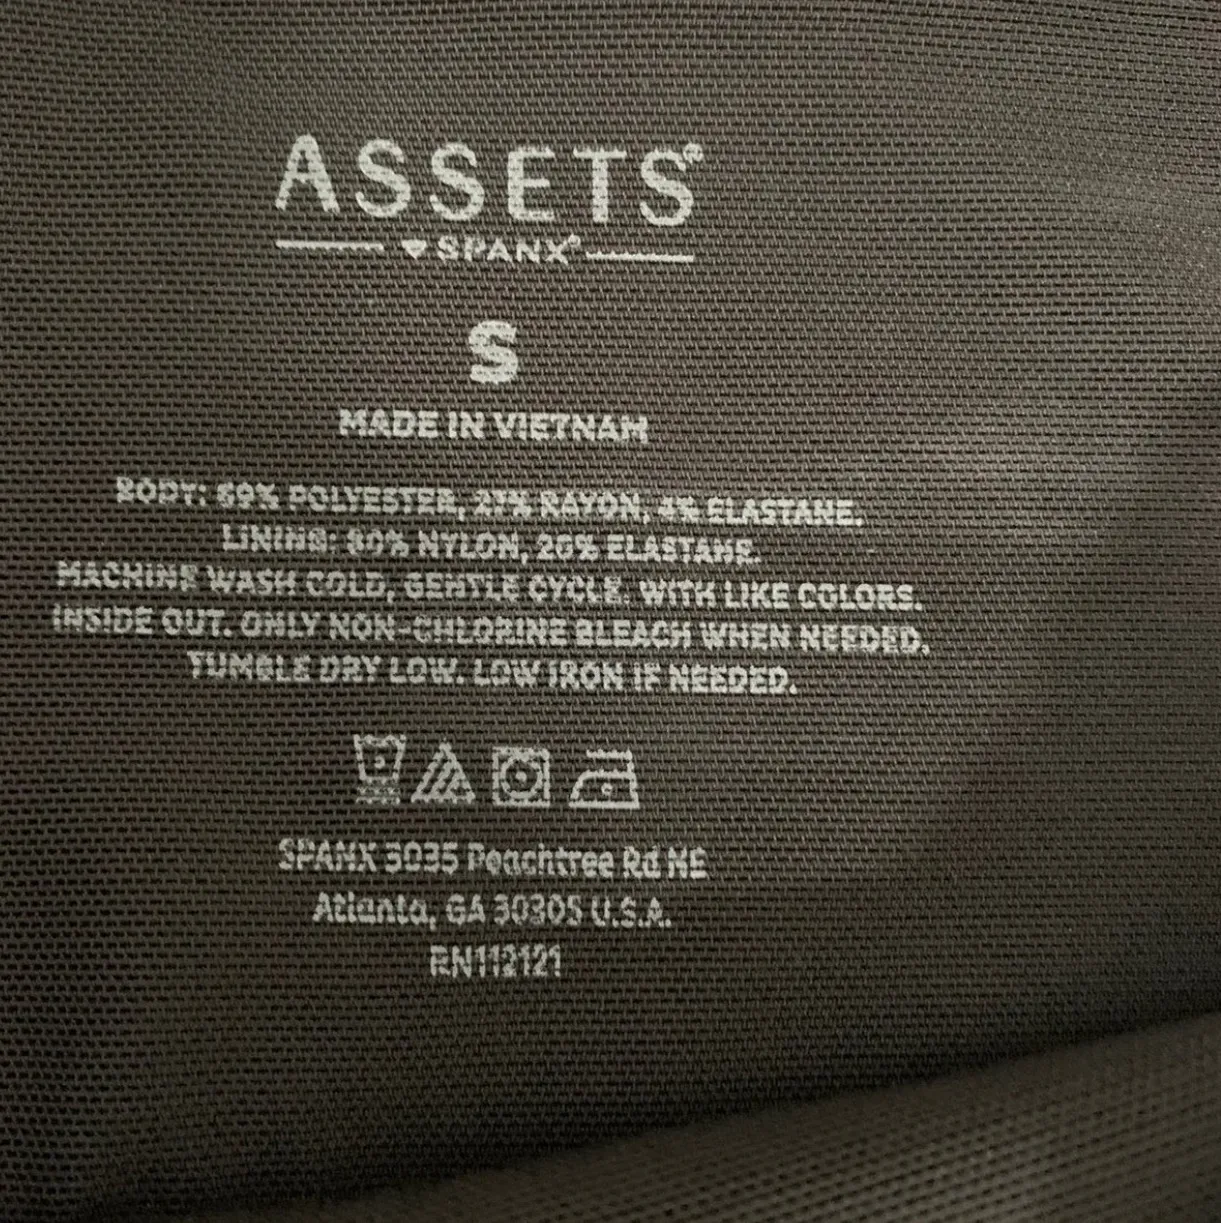 ASSETS®
♥ SPANX®
S
MADE IN VIETNAM
BODY: 69% POLYESTER, 27% RAYON, 4% ELASTANE.
LINING: 80% NYLON, 20% ELASTANE.
MACHINE WASH COLD, GENTLE CYCLE. WITH LIKE COLORS.
INSIDE OUT. ONLY NON-CHLORINE BLEACH WHEN NEEDED.
TUMBLE DRY LOW. LOW IRON IF NEEDED.
SPANX 3035 Peachtree Rd NE
Atlanta, GA 30305 U.S.A.
RN112121